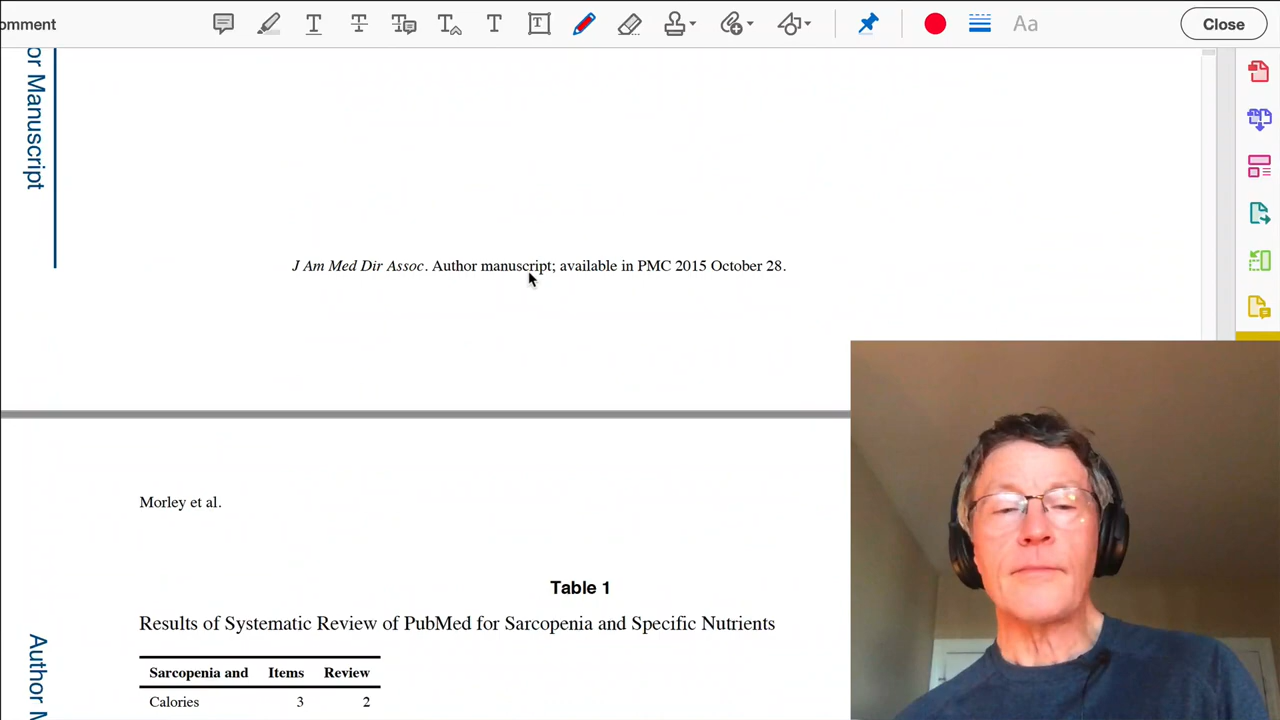 omment
Close
or Manuscript
J Am Med Dir Assoc. Author manuscript; available in PMC 2015 October 28.
Morley et al.
Table 1
Results of Systematic Review of PubMed for Sarcopenia and Specific Nutrients
Sarcopenia and Items Review
Calories 3 2
Author M
T
T
T
T
T
T
Aa